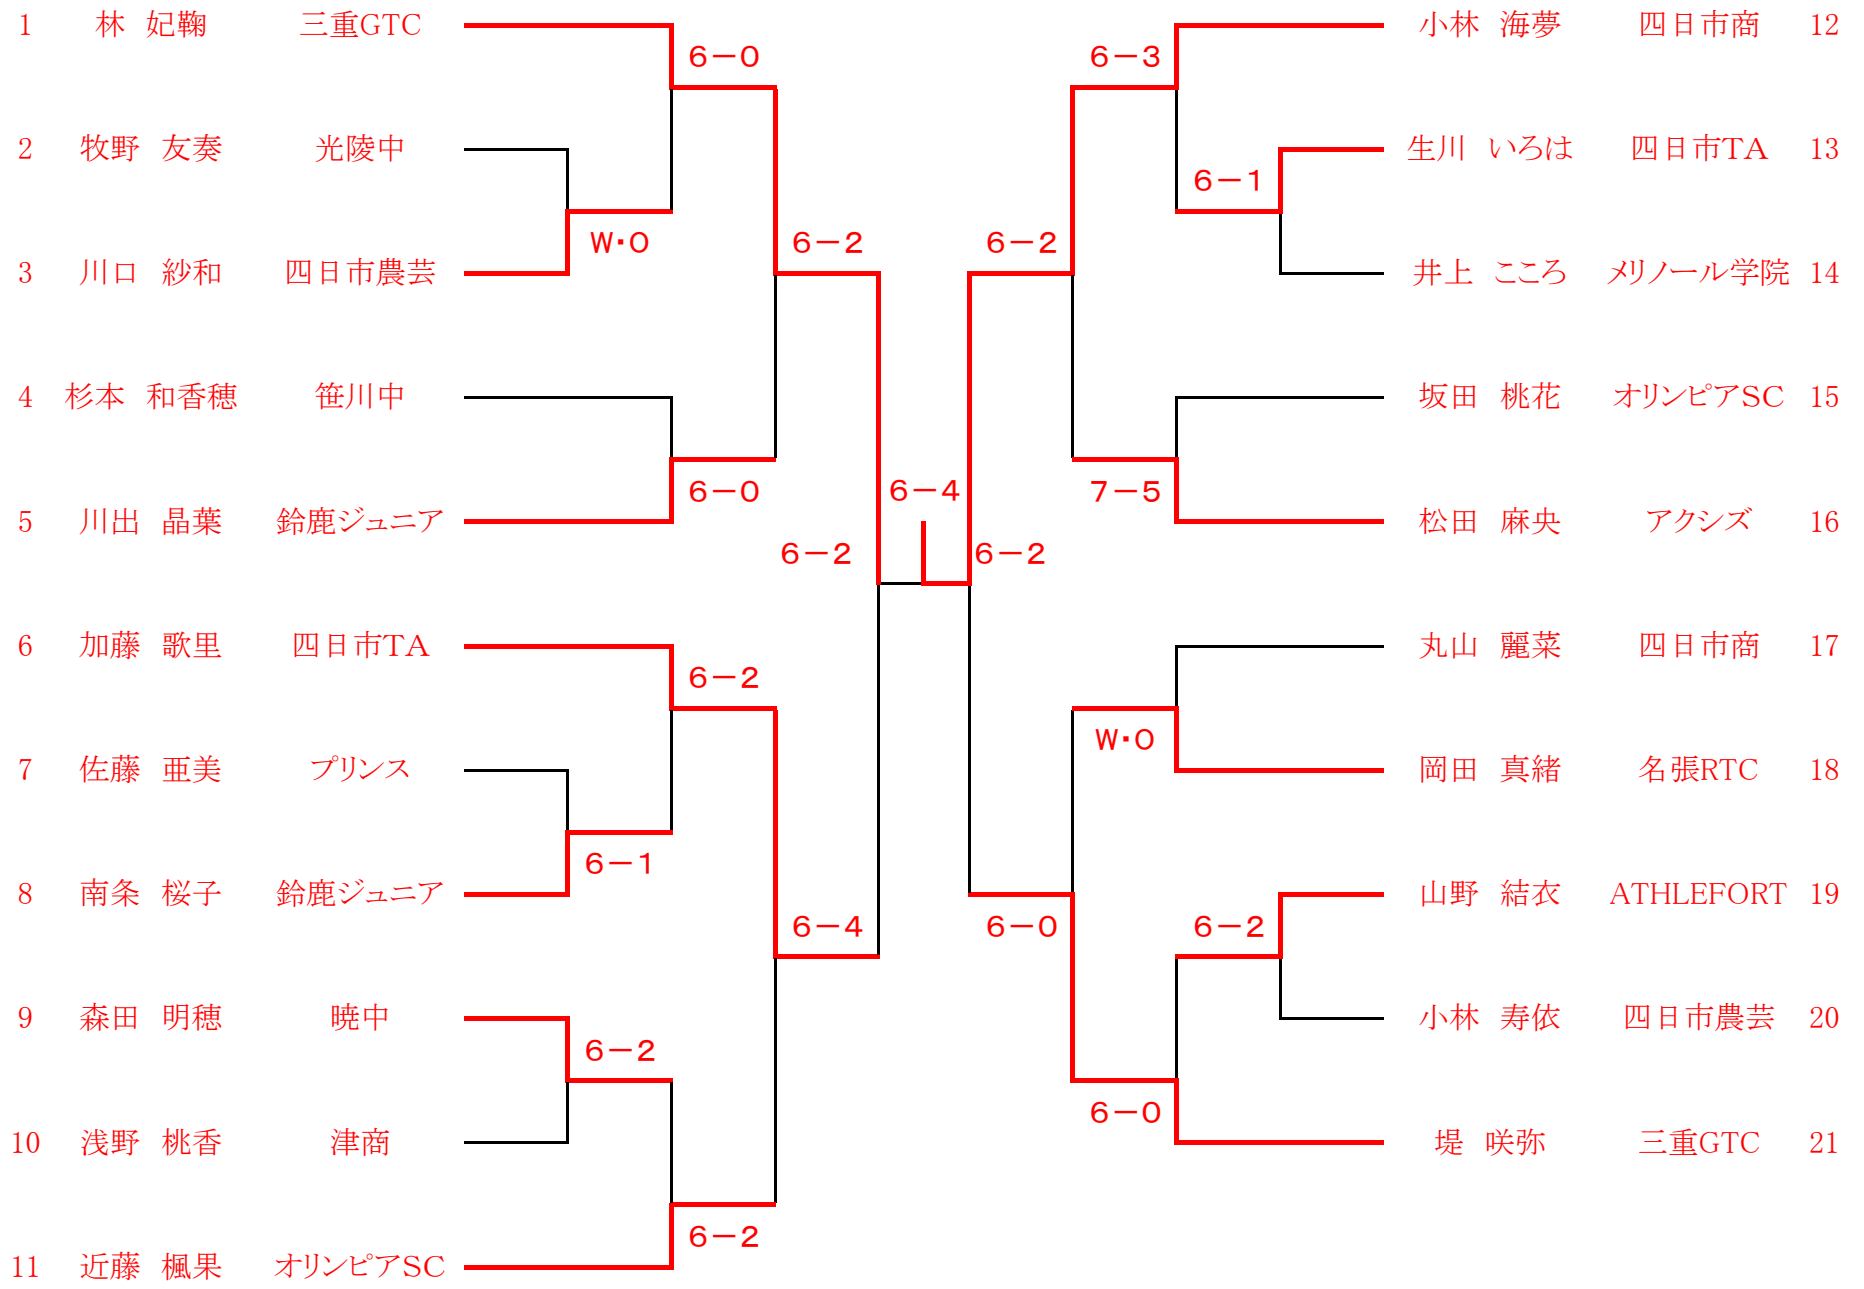 1 林 妃鞠 三重GTC
6－0
2 牧野 友奏 光陵中
W・O
3 川口 紗和 四日市農芸
6－2
4 杉本 和香穂 笹川中
6－0
5 川出 晶葉 鈴鹿ジュニア
6－2
6 加藤 歌里 四日市TA
6－2
7 佐藤 亜美 プリンス
6－1
8 南条 桜子 鈴鹿ジュニア
6－4
9 森田 明穂 暁中
6－2
10 浅野 桃香 津商
6－2
11 近藤 楓果 オリンピアSC
6－4
小林 海夢 四日市商 12
6－3
生川 いろは 四日市TA 13
6－1
井上 こころ メリノール学院 14
6－2
坂田 桃花 オリンピアSC 15
7－5
松田 麻央 アクシズ 16
6－2
丸山 麗菜 四日市商 17
W・O
岡田 真緒 名張RTC 18
山野 結衣 ATHLEFORT 19
6－0
6－2
小林 寿依 四日市農芸 20
6－0
堤 咲弥 三重GTC 21